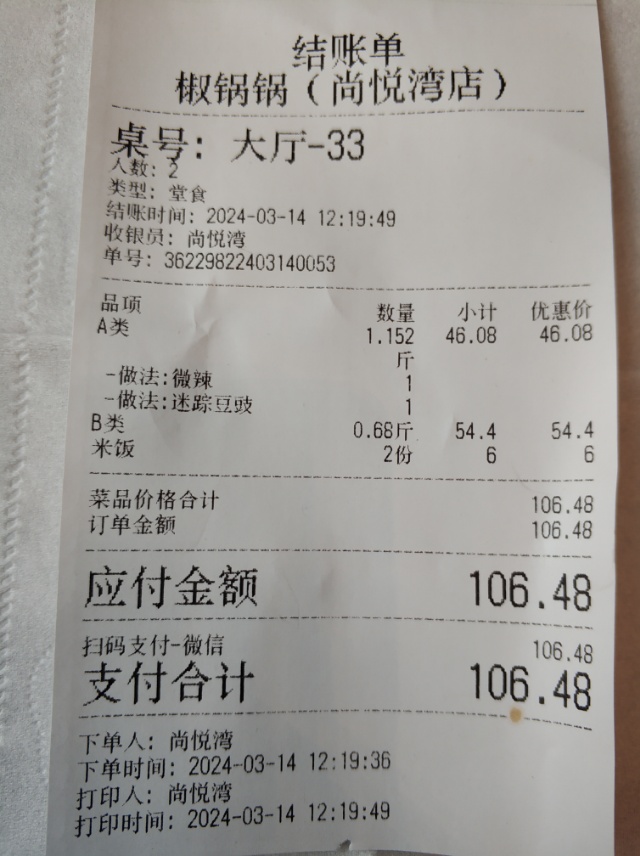 结账单
椒锅锅（尚悦湾店）
桌号: 大厅-33
人数: 2
类型: 堂食
结账时间: 2024-03-14 12:19:49
收银员: 尚悦湾
单号: 36229822403140053
品项 数量 小计 优惠价
A类 1.152 46.08 46.08
斤
-做法:微辣 1
-做法:迷踪豆豉 1
B类 0.68斤 54.4 54.4
米饭 2份 6 6
菜品价格合计 106.48
订单金额 106.48
应付金额 106.48
扫码支付-微信 106.48
支付合计 106.48
下单人: 尚悦湾
下单时间: 2024-03-14 12:19:36
打印人: 尚悦湾
打印时间: 2024-03-14 12:19:49